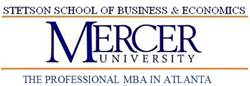 STETSON SCHOOL OF BUSINESS & ECONOMICS
MERCER
UNIVERSITY
THE PROFESSIONAL MBA IN ATLANTA